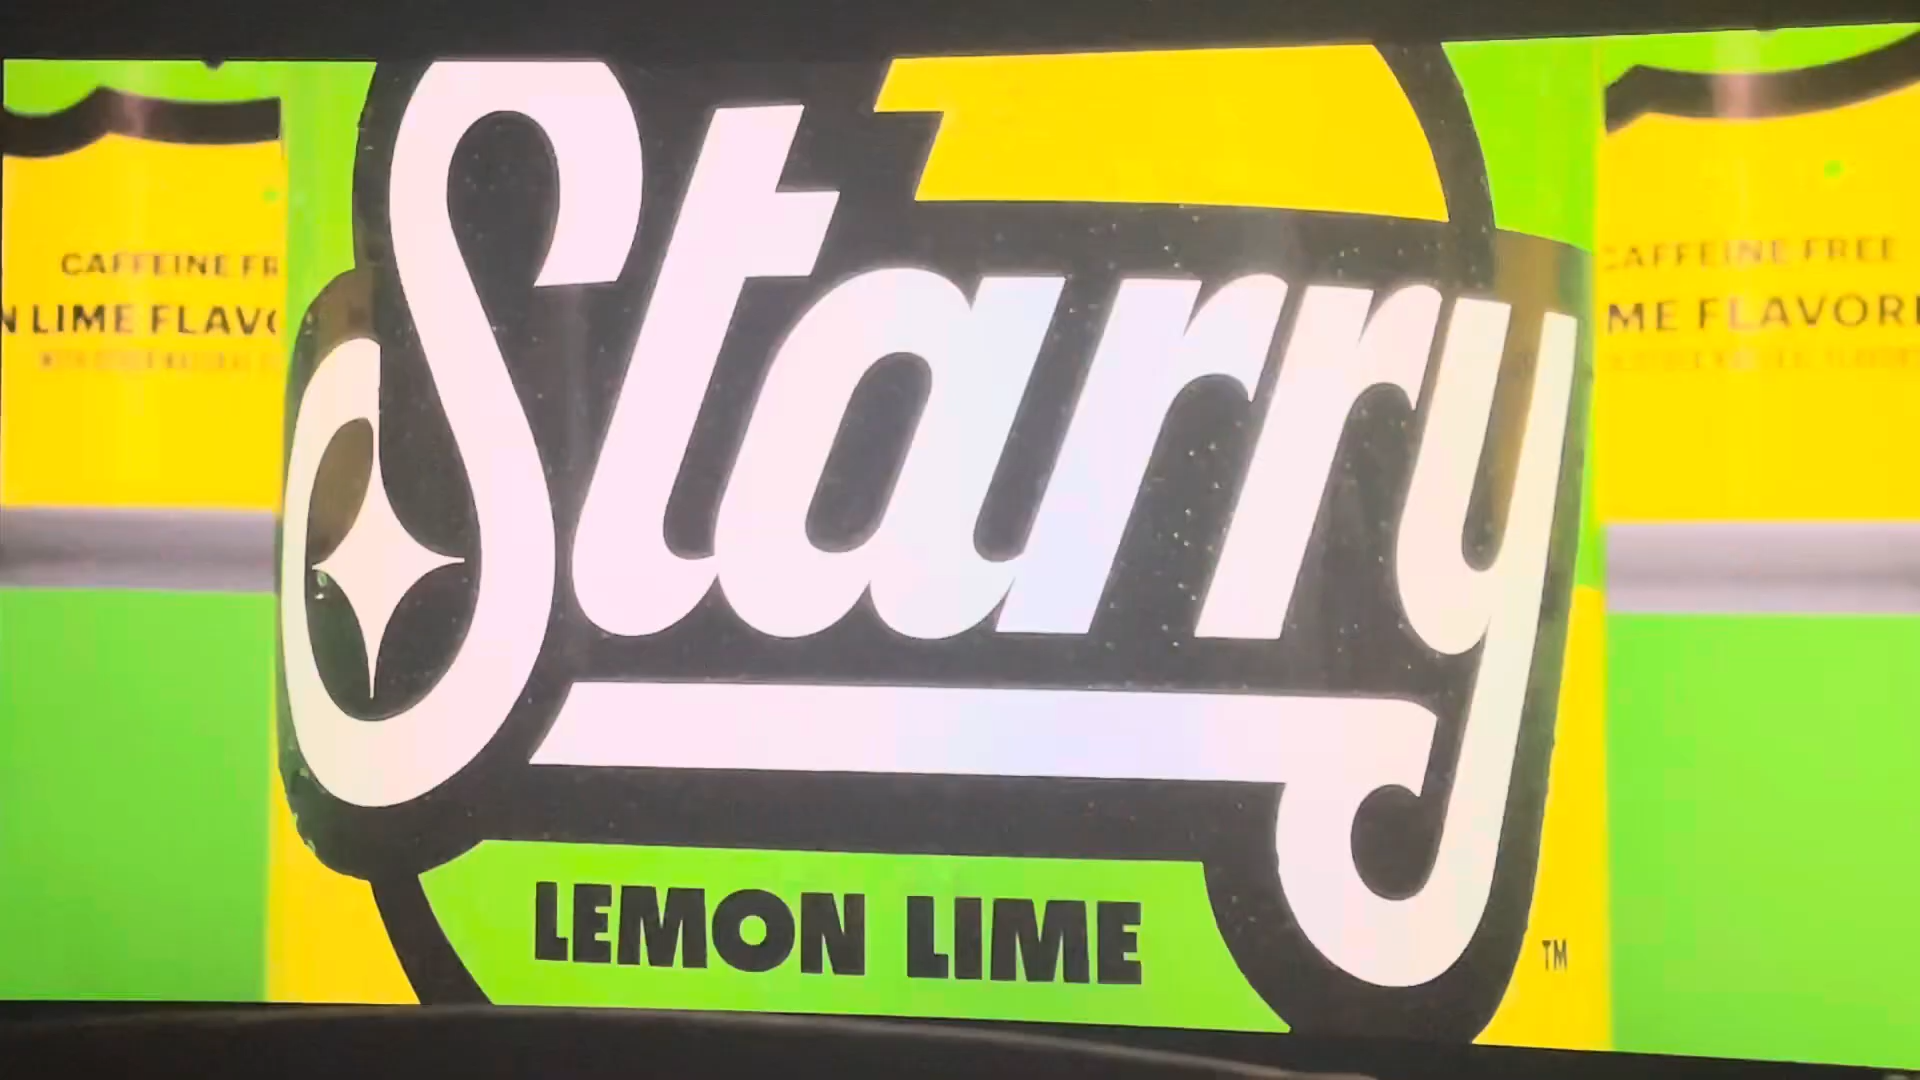 Starry
LEMON LIME
TM
CAFFEINE FR
N LIME FLAVO
CAFFEINE FREE
ME FLAVOR